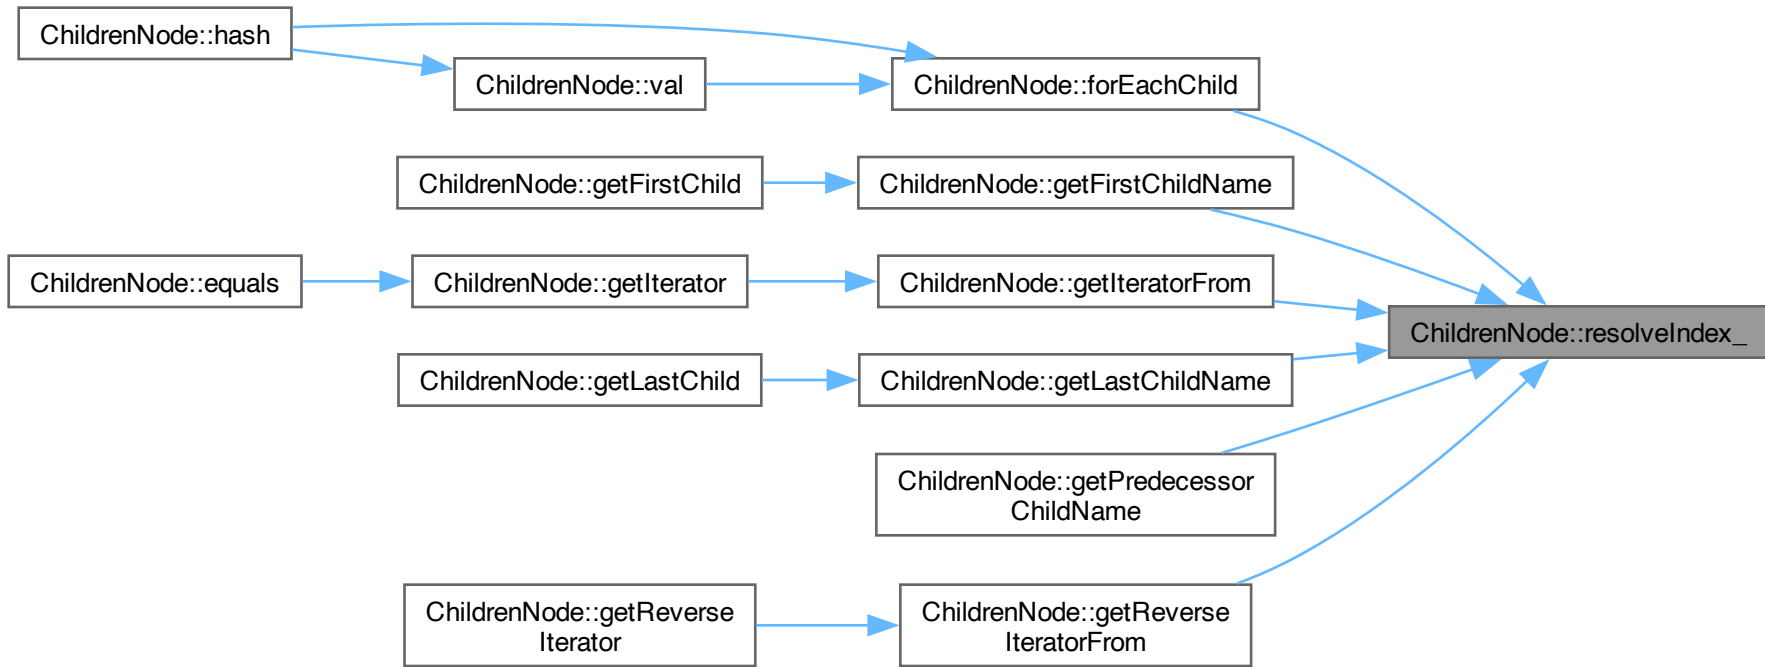 ChildrenNode::hash
ChildrenNode::val
ChildrenNode::forEachChild
ChildrenNode::getFirstChild
ChildrenNode::getFirstChildName
ChildrenNode::equals
ChildrenNode::getIterator
ChildrenNode::getIteratorFrom
ChildrenNode::resolveIndex_
ChildrenNode::getLastChild
ChildrenNode::getLastChildName
ChildrenNode::getPredecessor
ChildName
ChildrenNode::getReverse
Iterator
ChildrenNode::getReverse
IteratorFrom